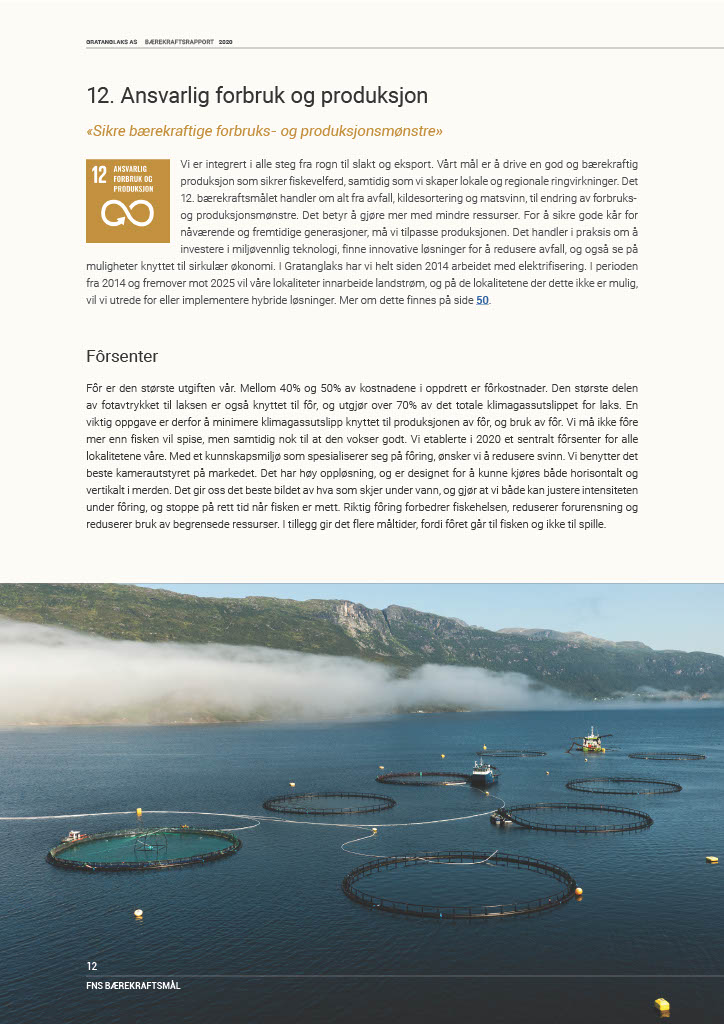 GRATANGLAKS AS BÆREKRAFTSRAPPORT 2020
12. Ansvarlig forbruk og produksjon
«Sikre bærekraftige forbruks- og produksjonsmønstre»
12 ANSVARLIG
FORBRUK OG
PRODUKSJON
Vi er integrert i alle steg fra rogn til slakt og eksport. Vårt mål er å drive en god og bærekraftig
produksjon som sikrer fiskevelferd, samtidig som vi skaper lokale og regionale ringvirkninger. Det
12. bærekraftsmålet handler om alt fra avfall, kildesortering og matsvinn, til endring av forbruks-
og produksjonsmønstre. Det betyr å gjøre mer med mindre ressurser. For å sikre gode kår for
nåværende og fremtidige generasjoner, må vi tilpasse produksjonen. Det handler i praksis om å
investere i miljøvennlig teknologi, finne innovative løsninger for å redusere avfall, og også se på
muligheter knyttet til sirkulær økonomi. I Gratanglaks har vi helt siden 2014 arbeidet med elektrifisering. I perioden
fra 2014 og fremover mot 2025 vil våre lokaliteter innarbeide landstrøm, og på de lokalitetene der dette ikke er mulig,
vil vi utrede for eller implementere hybride løsninger. Mer om dette finnes på side 50.
Fôrsenter
Fôr er den største utgiften vår. Mellom 40% og 50% av kostnadene i oppdrett er fôrkostnader. Den største delen
av fotavtrykket til laksen er også knyttet til fôr, og utgjør over 70% av det totale klimagassutslippet for laks. En
viktig oppgave er derfor å minimere klimagassutslipp knyttet til produksjonen av fôr, og bruk av fôr. Vi må ikke fôre
mer enn fisken vil spise, men samtidig nok til at den vokser godt. Vi etablerte i 2020 et sentralt fôrsenter for alle
lokalitetene våre. Med et kunnskapsmiljø som spesialiserer seg på fôring, ønsker vi å redusere svinn. Vi benytter det
beste kamerautstyret på markedet. Det har høy oppløsning, og er designet for å kunne kjøres både horisontalt og
vertikalt i merden. Det gir oss det beste bildet av hva som skjer under vann, og gjør at vi både kan justere intensiteten
under fôring, og stoppe på rett tid når fisken er mett. Riktig fôring forbedrer fiskehelsen, reduserer forurensning og
reduserer bruk av begrensede ressurser. I tillegg gir det flere måltider, fordi fôret går til fisken og ikke til spille.
12
FNS BÆREKRAFTSMÅL